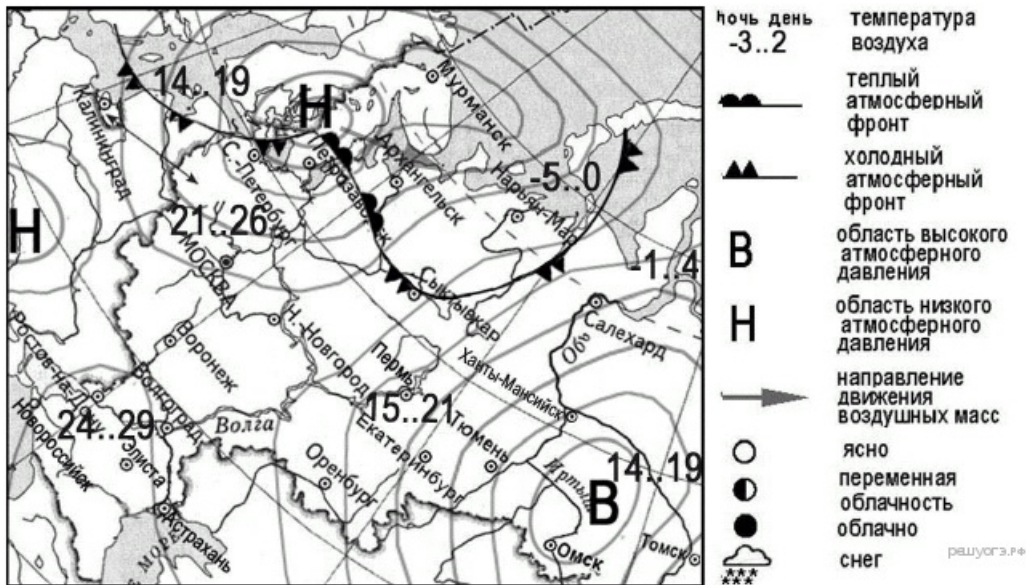 14..19
Н
Мурманск
Калининград
С.-Петербург
Петрозаводск
Архангельск
Нарьян-Мар
-5..0
Н
21..26
МОСКВА
-1..4
Сыктывкар
Салехард
Обь
Воронеж
Н.-Новгород
Пермь
Ханты-Мансийск
Ростов-на-Дону
Волгоград
Новороссийск
24..29
Элиста
Волга
15..21
Екатеринбург
Тюмень
Оренбург
Иртыш
14..19
В
Астрахань
МОРЕ
Омск
Томск
ночь день
-3..2
температура
воздуха
теплый
атмосферный
фронт
холодный
атмосферный
фронт
В
область высокого
атмосферного
давления
Н
область низкого
атмосферного
давления
направление
движения
воздушных масс
ясно
переменная
облачность
облачно
снег
решуогэ.рф